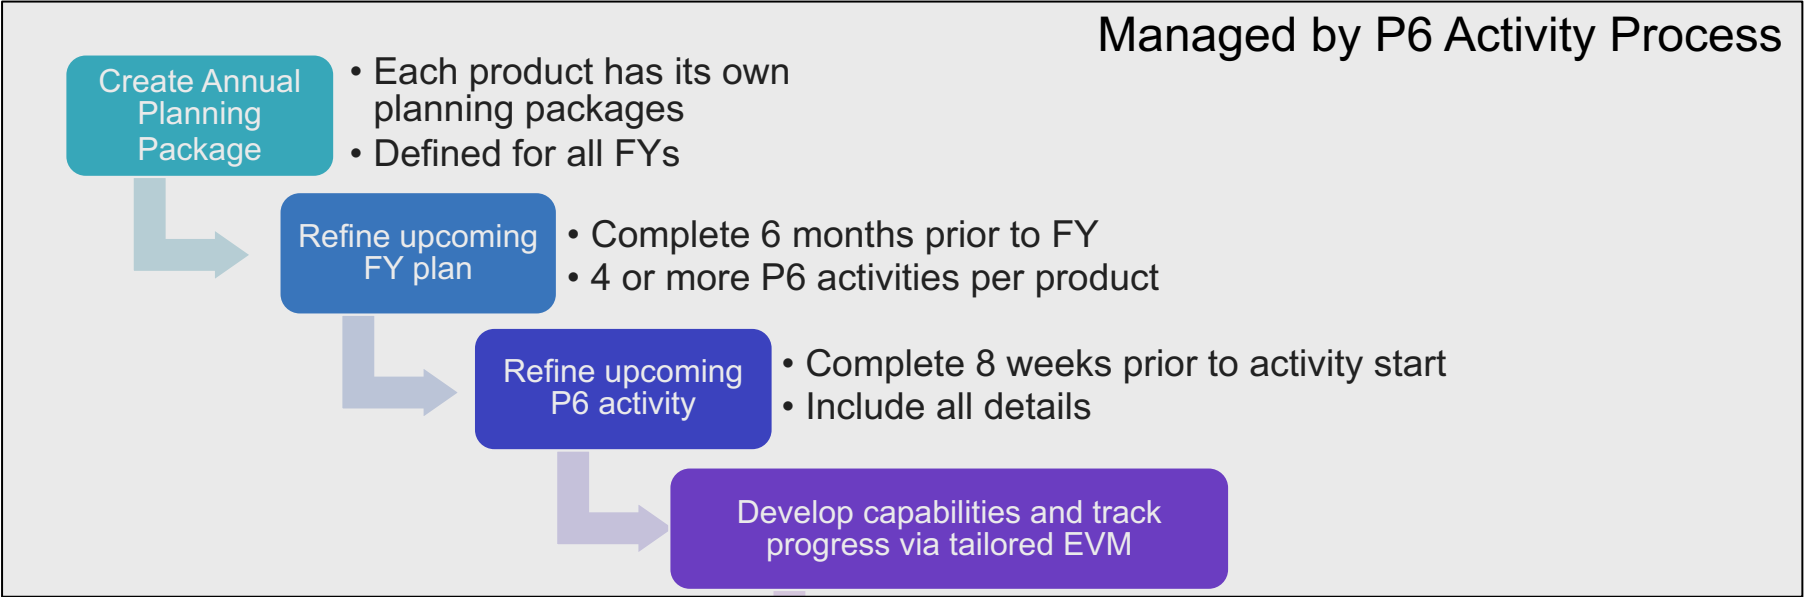 Managed by P6 Activity Process
Create Annual
Planning
Package
• Each product has its own
planning packages
• Defined for all FYs
Refine upcoming
FY plan
• Complete 6 months prior to FY
• 4 or more P6 activities per product
Refine upcoming
P6 activity
• Complete 8 weeks prior to activity start
• Include all details
Develop capabilities and track
progress via tailored EVM